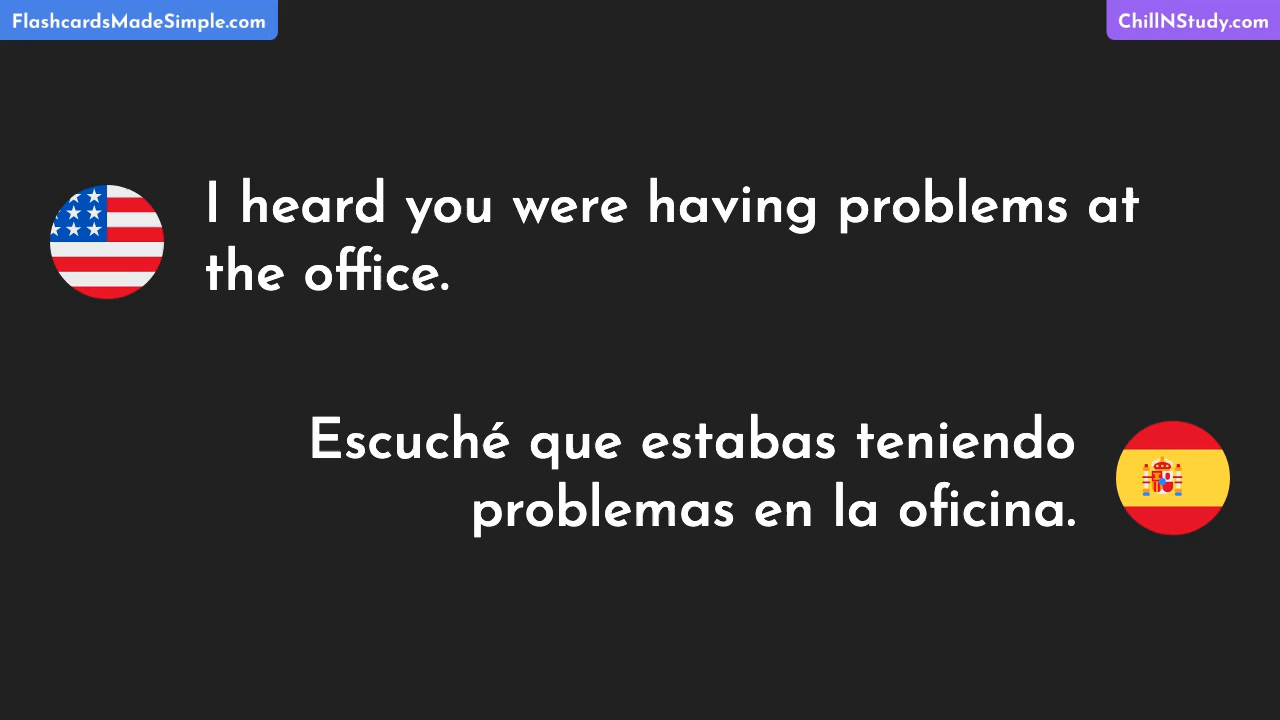 FlashcardsMadeSimple.com
ChillNStudy.com
I heard you were having problems at
the office.
Escuché que estabas teniendo
problemas en la oficina.